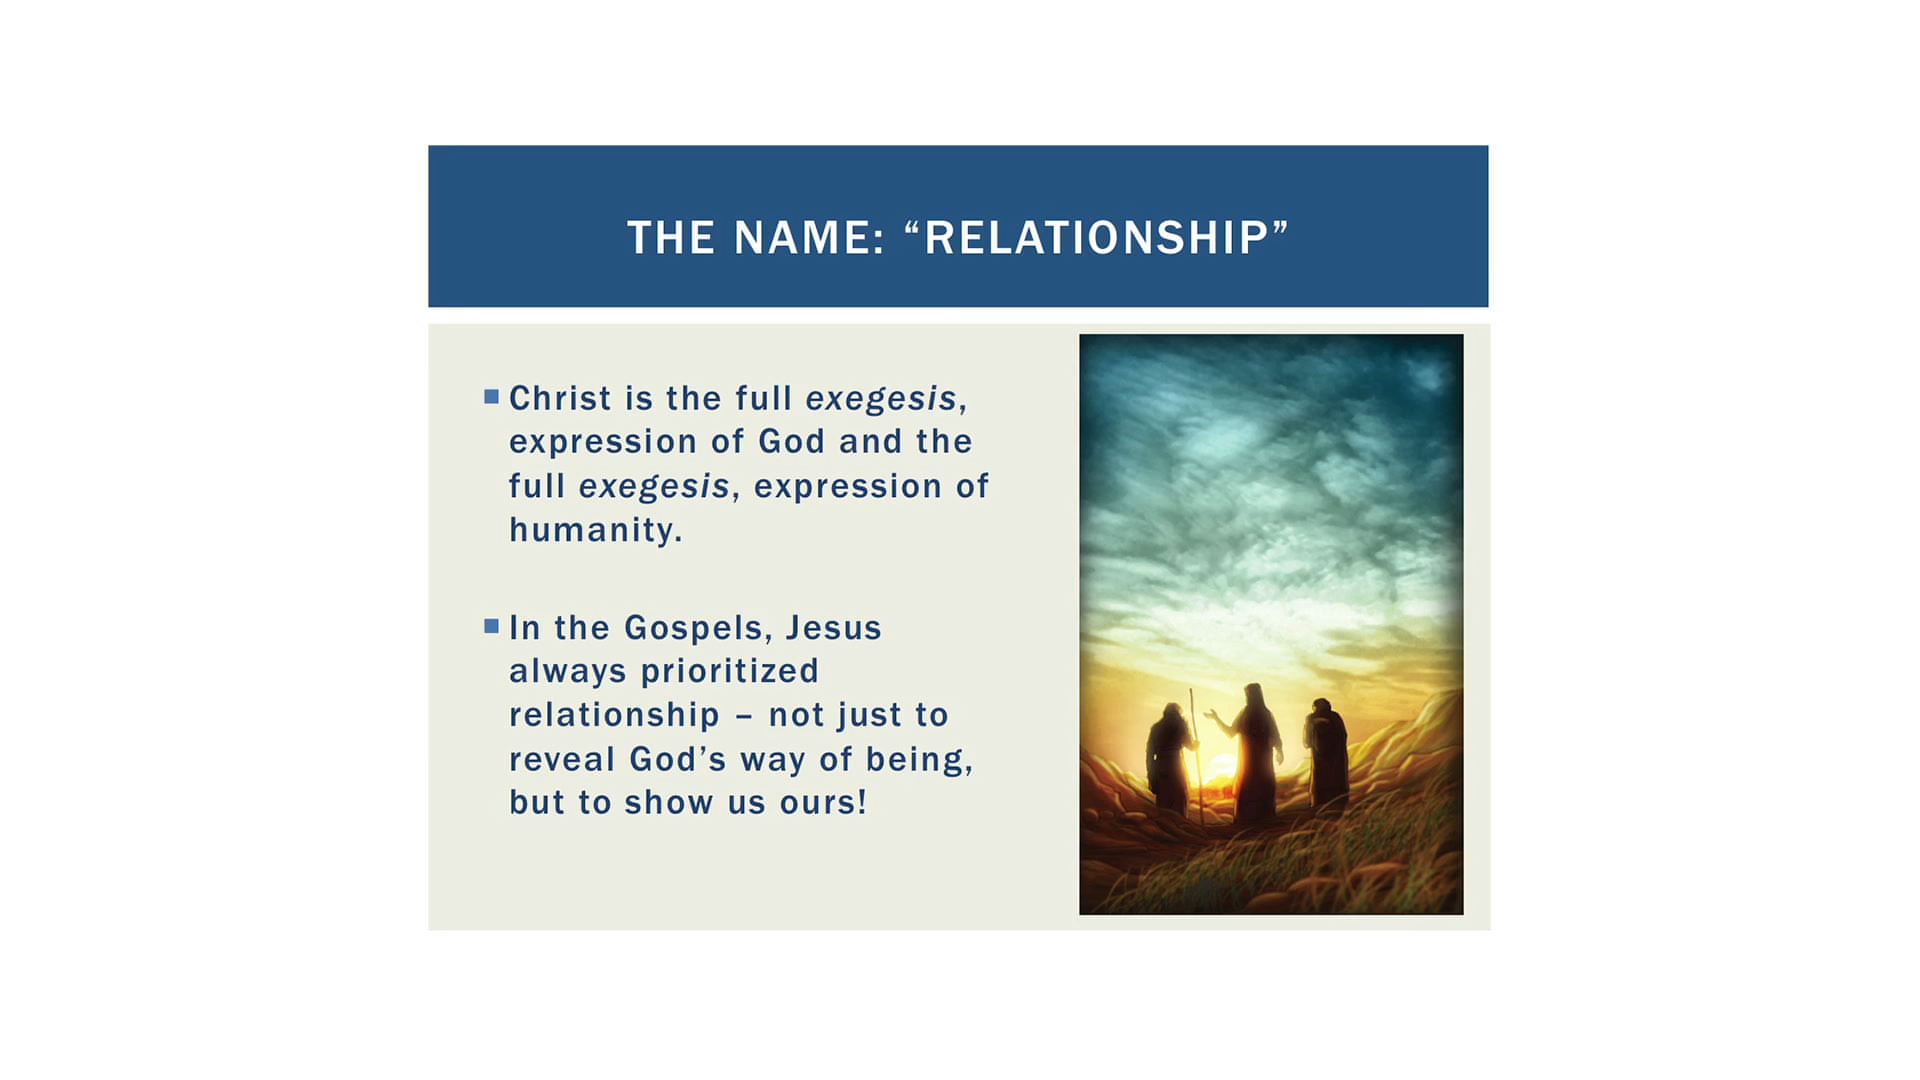 THE NAME: “RELATIONSHIP”
Christ is the full exegesis,
expression of God and the
full exegesis, expression of
humanity.
In the Gospels, Jesus
always prioritized
relationship – not just to
reveal God’s way of being,
but to show us ours!